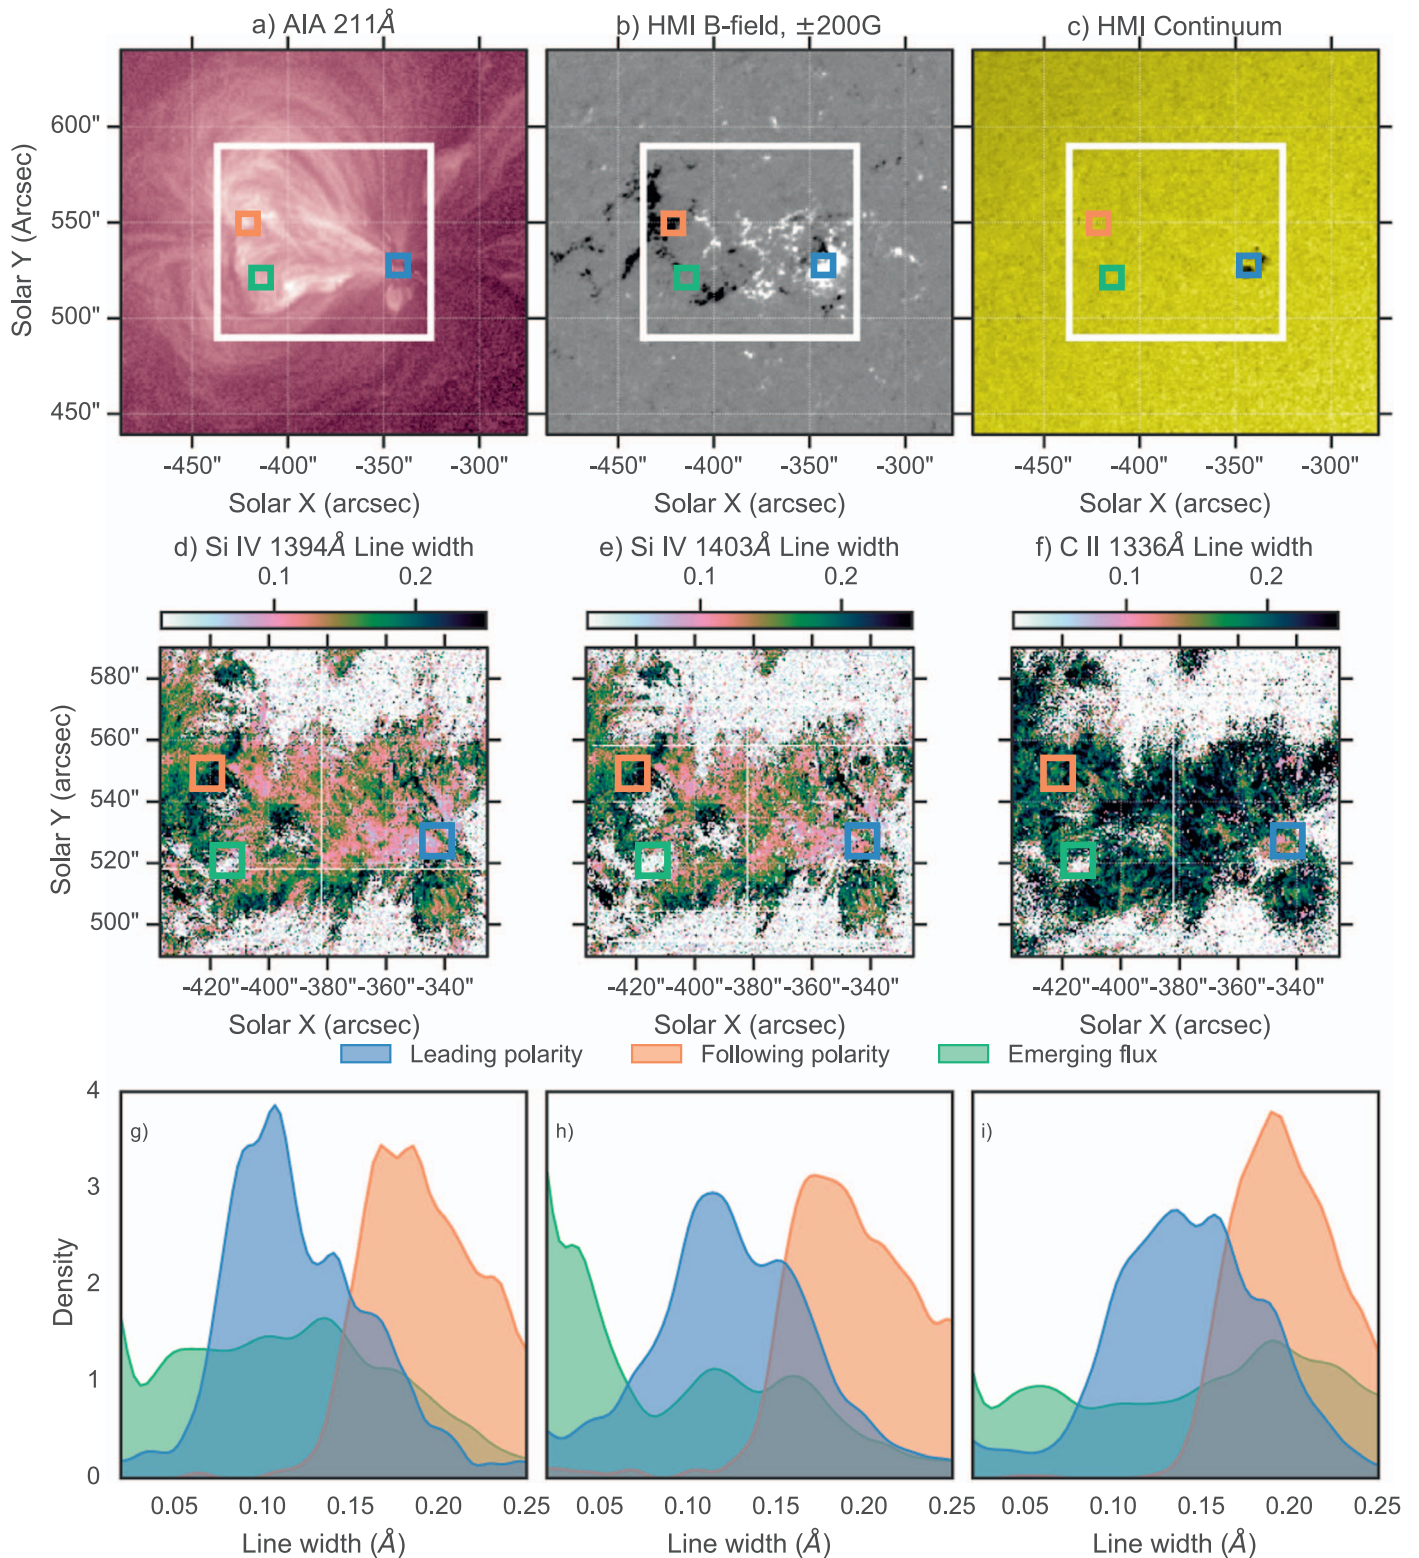 a) AIA 211Å b) HMI B-field, ±200G c) HMI Continuum
600"
550"
500"
450"
Solar Y (Arcsec)
-450" -400" -350" -300" -450" -400" -350" -300" -450" -400" -350" -300"
Solar X (arcsec) Solar X (arcsec) Solar X (arcsec)
d) Si IV 1394Å Line width e) Si IV 1403Å Line width f) C II 1336Å Line width
0.1 0.2 0.1 0.2 0.1 0.2
580"
560"
540"
520"
500"
Solar Y (arcsec)
-420" -400" -380" -360" -340" -420" -400" -380" -360" -340" -420" -400" -380" -360" -340"
Solar X (arcsec) Solar X (arcsec) Solar X (arcsec)
Leading polarity Following polarity Emerging flux
4
g) h) i)
3
2
1
0
Density
0.05 0.10 0.15 0.20 0.25 0.05 0.10 0.15 0.20 0.25 0.05 0.10 0.15 0.20 0.25
Line width (Å) Line width (Å) Line width (Å)